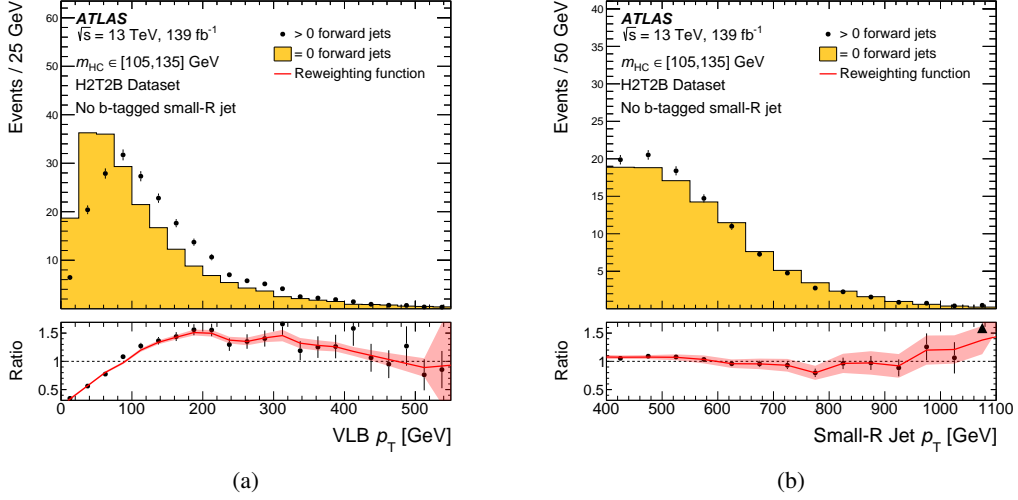 ATLAS
√s = 13 TeV, 139 fb⁻¹
m_HC ∈ [105,135] GeV
H2T2B Dataset
No b-tagged small-R jet
> 0 forward jets
= 0 forward jets
Reweighting function
Events / 25 GeV
60
50
40
30
20
10
Ratio
1.5
1
0.5
0 100 200 300 400 500
VLB p_T [GeV]
(a)
ATLAS
√s = 13 TeV, 139 fb⁻¹
m_HC ∈ [105,135] GeV
H2T2B Dataset
No b-tagged small-R jet
> 0 forward jets
= 0 forward jets
Reweighting function
Events / 50 GeV
40
35
30
25
20
15
10
5
Ratio
1.5
1
0.5
400 500 600 700 800 900 1000 1100
Small-R Jet p_T [GeV]
(b)